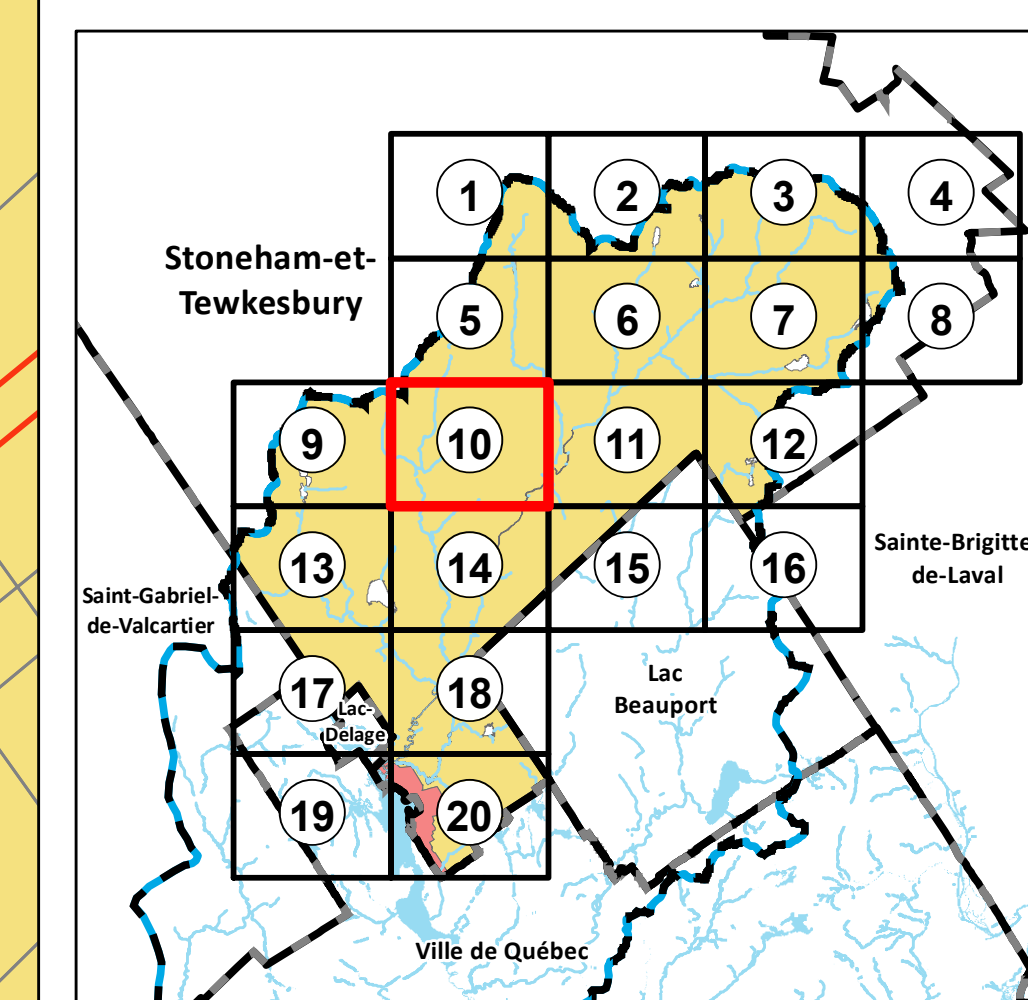 1
2
3
4
Stoneham-et-
Tewkesbury
5
6
7
8
9
10
11
12
13
14
15
16
Sainte-Brigitte
de-Laval
Saint-Gabriel-
de-Valcartier
17
18
Lac-
Delage
Lac
Beauport
19
20
Ville de Québec